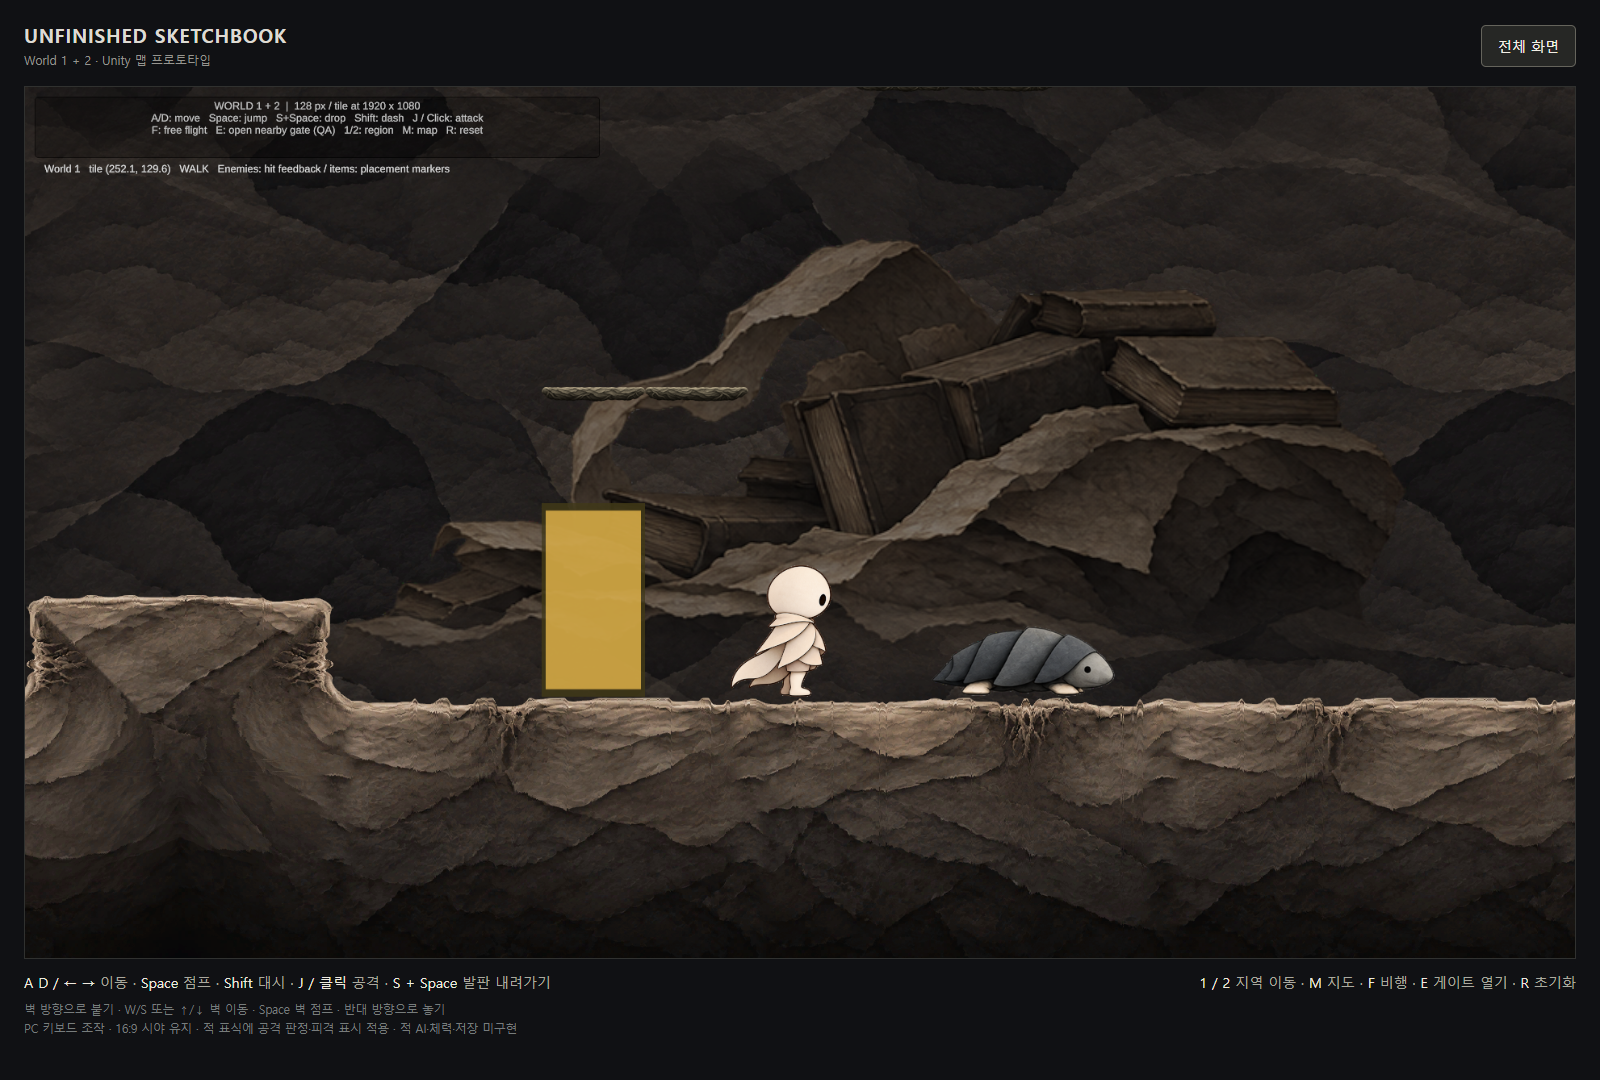 UNFINISHED SKETCHBOOK
World 1 + 2 · Unity 맵 프로토타입
전체 화면
WORLD 1 + 2 | 128 px / tile at 1920 x 1080
A/D: move Space: jump S+Space: drop Shift: dash J / Click: attack
F: free flight E: open nearby gate (QA) 1/2: region M: map R: reset
World 1 tile (252.1, 129.6) WALK Enemies: hit feedback / items: placement markers
A D / ← → 이동 · Space 점프 · Shift 대시 · J / 클릭 공격 · S + Space 발판 내려가기
1 / 2 지역 이동 · M 지도 · F 비행 · E 게이트 열기 · R 초기화
벽 방향으로 붙기 · W/S 또는 ↑/↓ 벽 이동 · Space 벽 점프 · 반대 방향으로 놓기
PC 키보드 조작 · 16:9 시야 유지 · 적 표식에 공격 판정·피격 표시 적용 · 적 AI·체력·저장 미구현